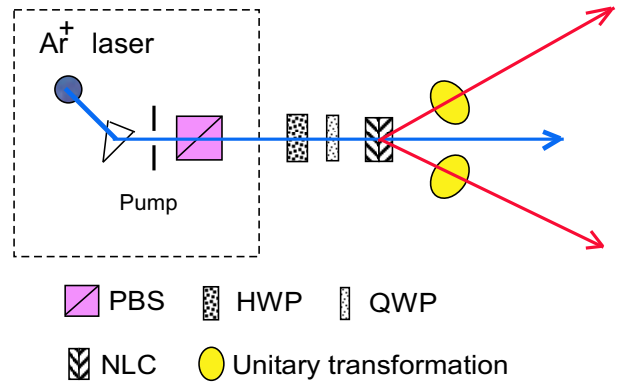 Ar+ laser
Pump
PBS HWP QWP
NLC Unitary transformation